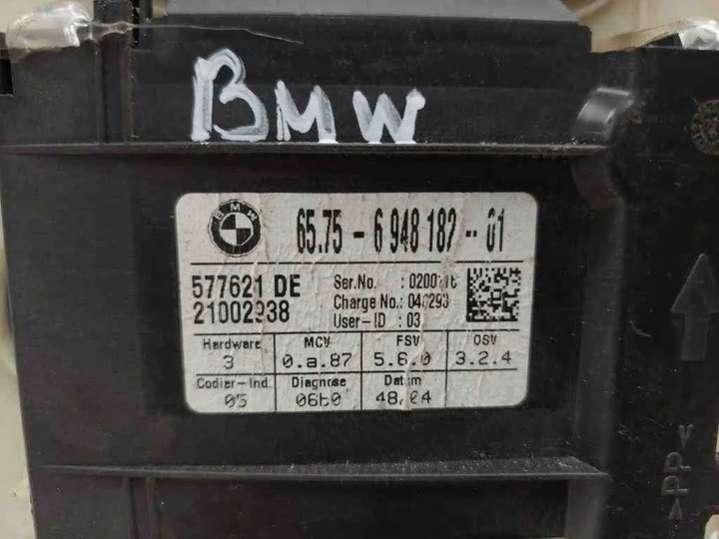 BMW
BMW
65.75 - 6 948 182 - 01
577621 DE
21002938
Ser.No. :
Charge No.:
User-ID : 03
Hardware MCV FSV OSV
3 0.a.87 5.6.0 3.2.4
Codier-Ind. Diagnose Datum
05 48/04
>PP<